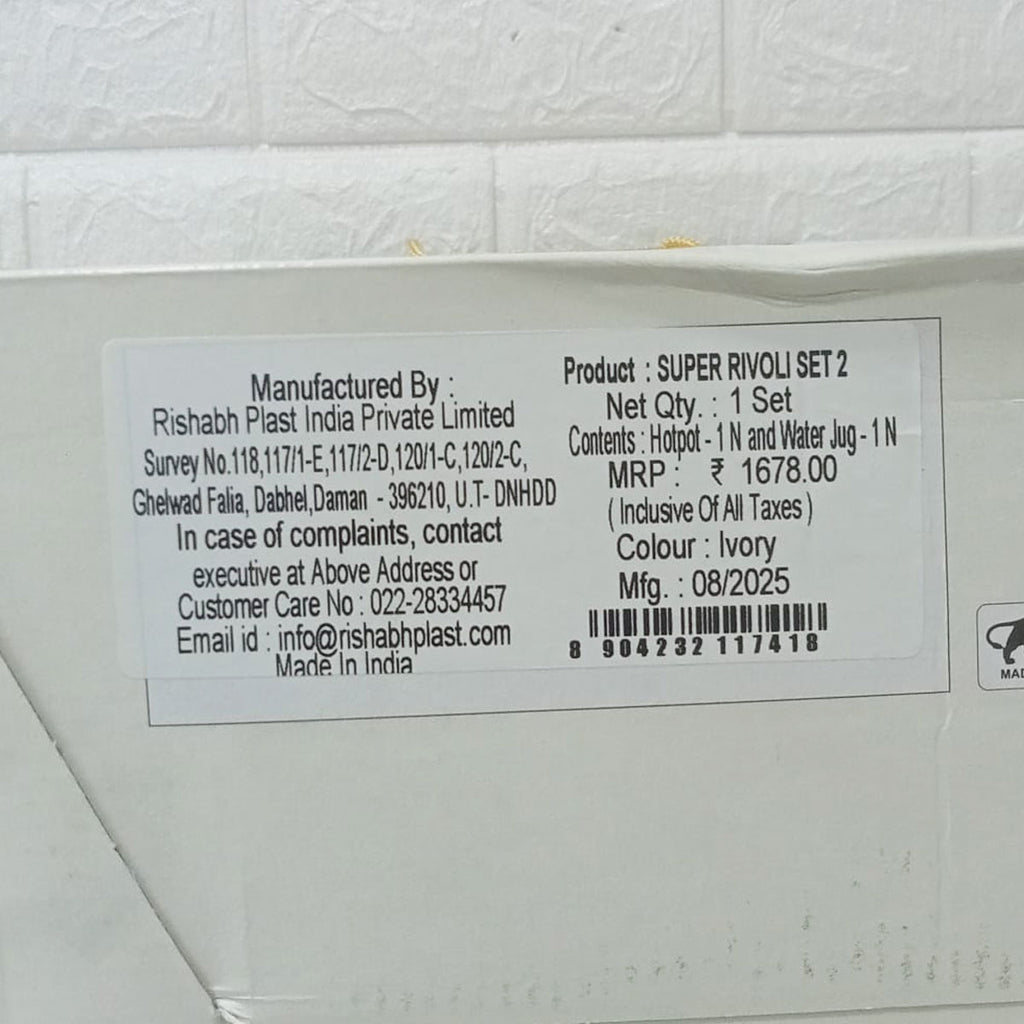 Manufactured By :
Rishabh Plast India Private Limited
Survey No.118,117/1-E,117/2-D,120/1-C,120/2-C,
Ghelwad Falia, Dabhel,Daman - 396210, U.T- DNHDD
In case of complaints, contact
executive at Above Address or
Customer Care No : 022-28334457
Email id : info@rishabhplast.com
Made In India
Product : SUPER RIVOLI SET 2
Net Qty. : 1 Set
Contents : Hotpot - 1 N and Water Jug - 1 N
MRP : ₹ 1678.00
( Inclusive Of All Taxes )
Colour : Ivory
Mfg. : 08/2025
8 904232 117418